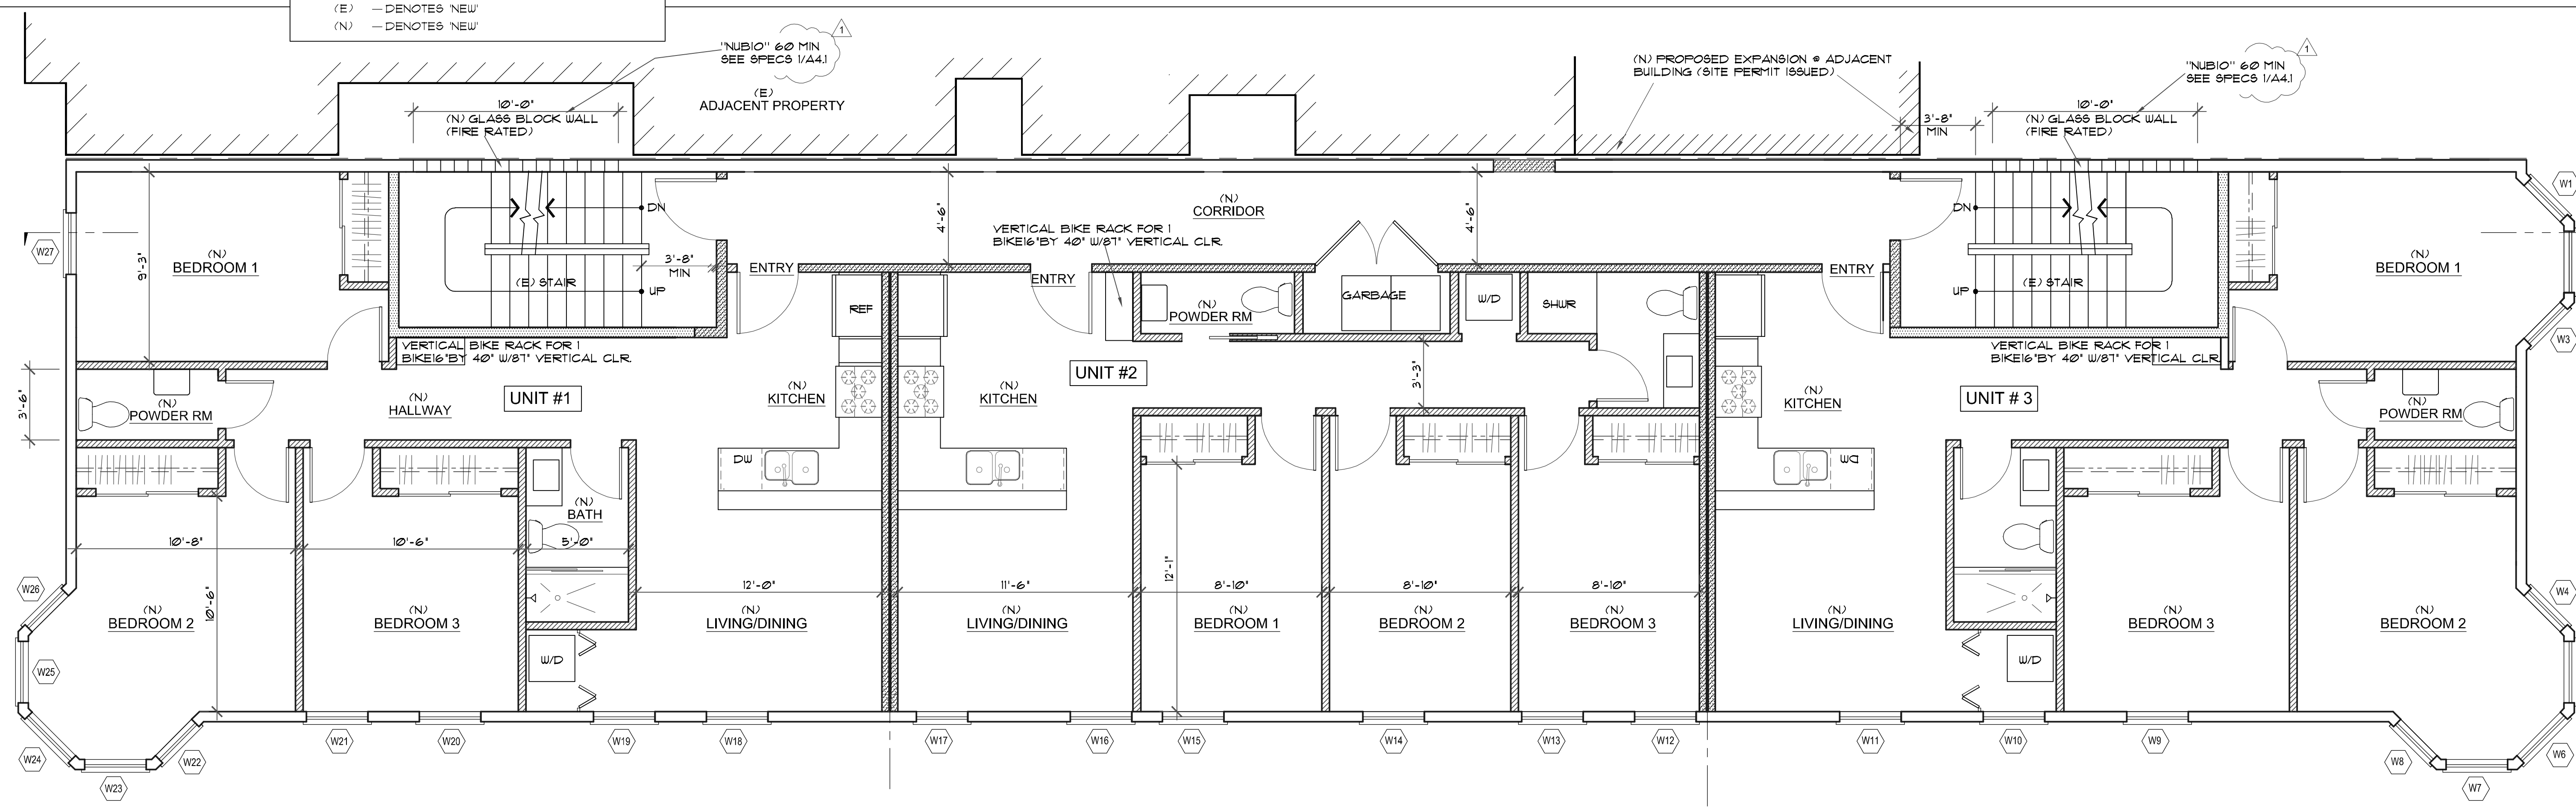 (E) — DENOTES 'NEW'
(N) — DENOTES 'NEW'
1
"NUBIO" 60 MIN
SEE SPECS 1/A4.1
(E)
ADJACENT PROPERTY
10'-0"
(N) GLASS BLOCK WALL
(FIRE RATED)
(N) PROPOSED EXPANSION @ ADJACENT
BUILDING (SITE PERMIT ISSUED)
1
"NUBIO" 60 MIN
SEE SPECS 1/A4.1
3'-8"
MIN
10'-0"
(N) GLASS BLOCK WALL
(FIRE RATED)
W27
9'-3"
(N)
BEDROOM 1
DN
(E) STAIR
UP
3'-8"
MIN
ENTRY
4'-6"
(N)
CORRIDOR
VERTICAL BIKE RACK FOR 1
BIKE16"BY 40" W/87" VERTICAL CLR.
ENTRY
4'-6"
(N)
POWDER RM
GARBAGE
W/D
SHWR
ENTRY
DN
(E) STAIR
UP
(N)
BEDROOM 1
W1
W3
REF
VERTICAL BIKE RACK FOR 1
BIKE16"BY 40" W/87" VERTICAL CLR.
VERTICAL BIKE RACK FOR 1
BIKE16"BY 40" W/87" VERTICAL CLR
3'-6"
(N)
POWDER RM
(N)
HALLWAY
UNIT #1
(N)
KITCHEN
(N)
KITCHEN
UNIT #2
3'-3"
(N)
KITCHEN
UNIT # 3
(N)
POWDER RM
DW
DW
(N)
BATH
10'-8"
10'-6"
5'-0"
12'-0"
11'-6"
12'-1"
8'-10"
8'-10"
8'-10"
W26
W25
W24
10'-6"
(N)
BEDROOM 2
(N)
BEDROOM 3
(N)
LIVING/DINING
(N)
LIVING/DINING
(N)
BEDROOM 1
(N)
BEDROOM 2
(N)
BEDROOM 3
(N)
LIVING/DINING
(N)
BEDROOM 3
(N)
BEDROOM 2
W4
W/D
W/D
W23
W22
W21
W20
W19
W18
W17
W16
W15
W14
W13
W12
W11
W10
W9
W8
W7
W6